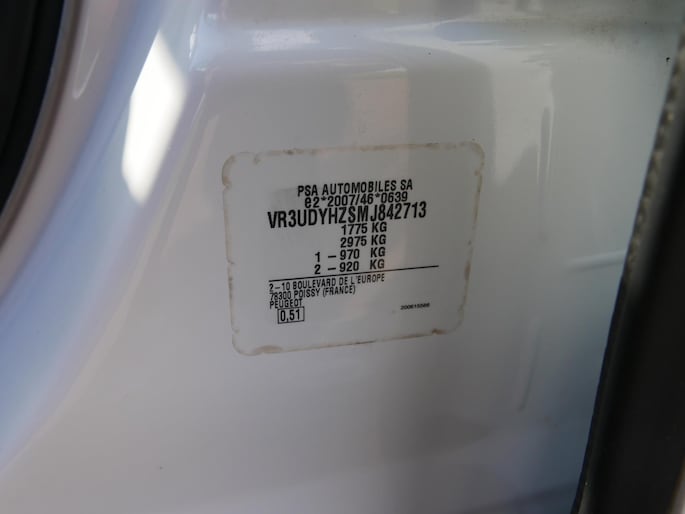 PSA AUTOMOBILES SA
e2*2007/46*0639
VR3UDYHZSMJ842713
1775 KG
2975 KG
1 – 970 KG
2 – 920 KG
2 – 10 BOULEVARD DE L'EUROPE
78300 POISSY (FRANCE)
PEUGEOT
0,51